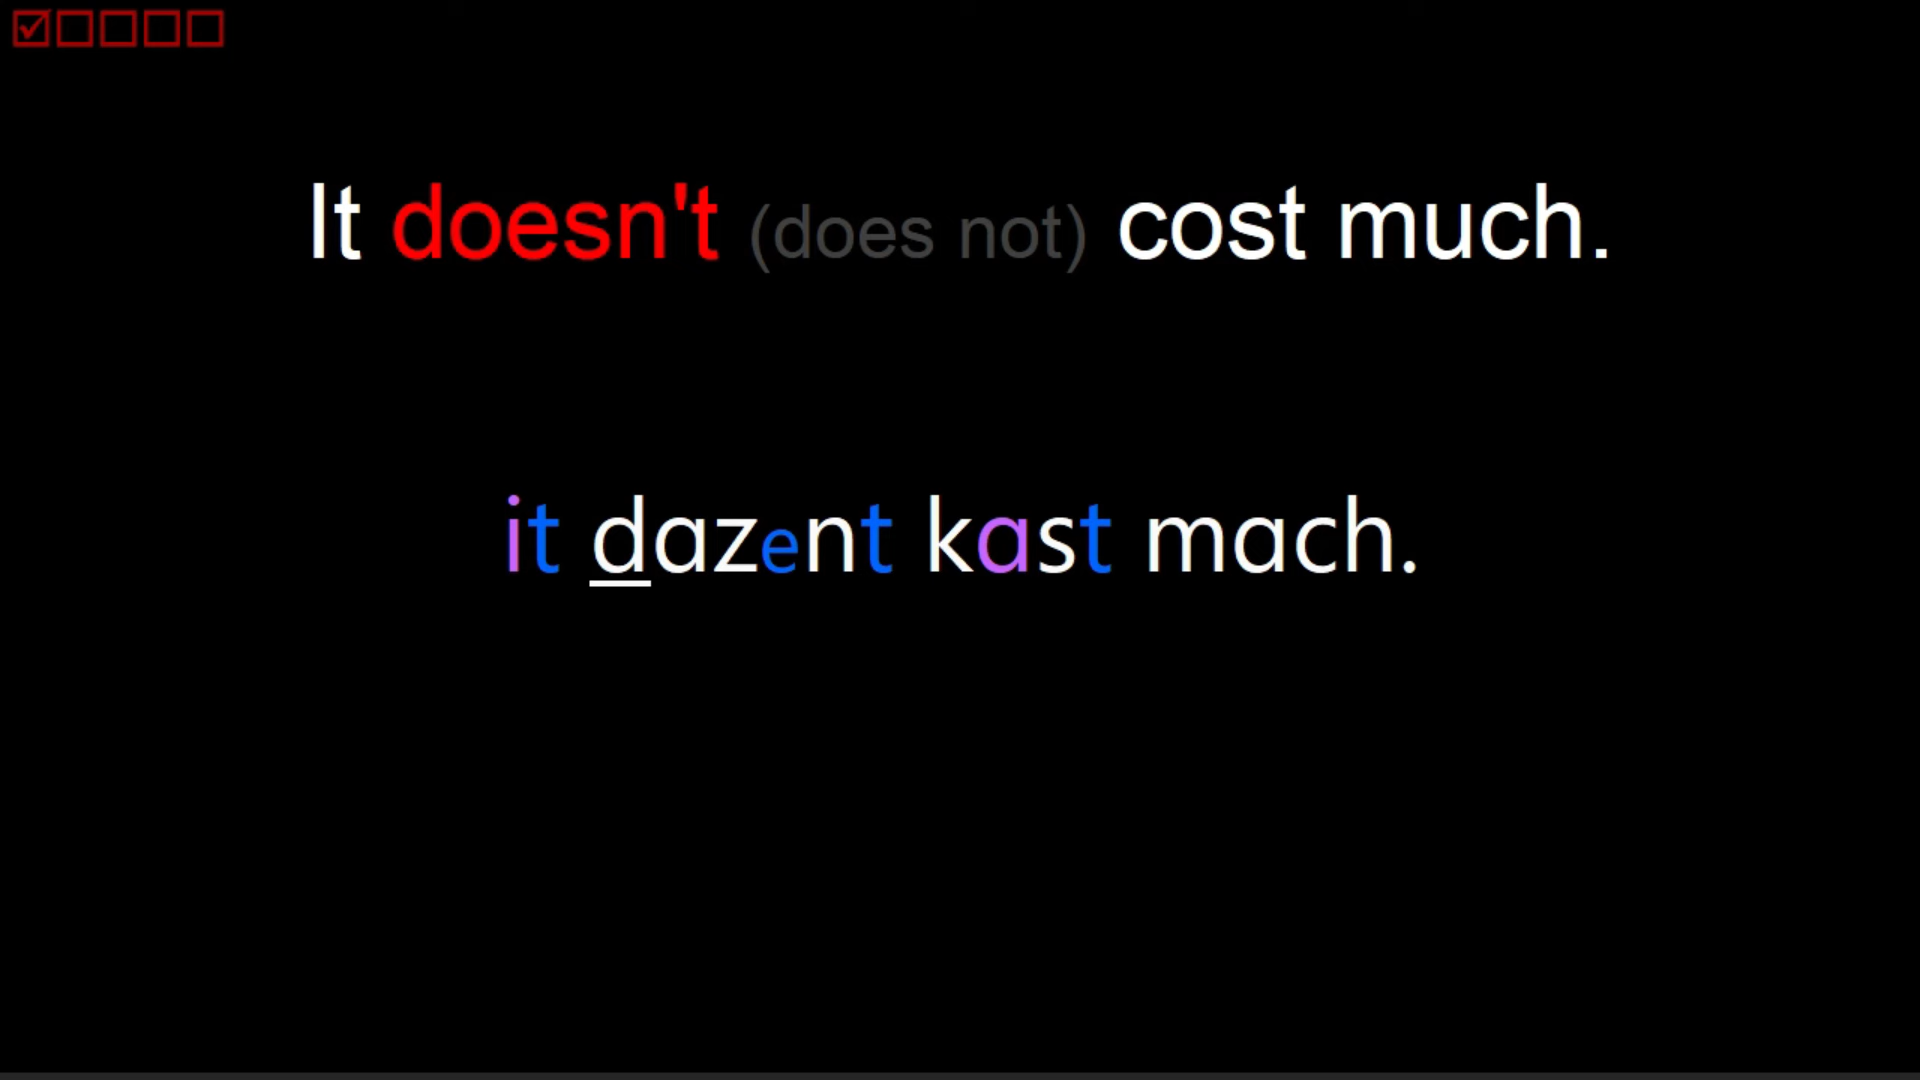 It doesn't (does not) cost much.
it dazent kast mach.